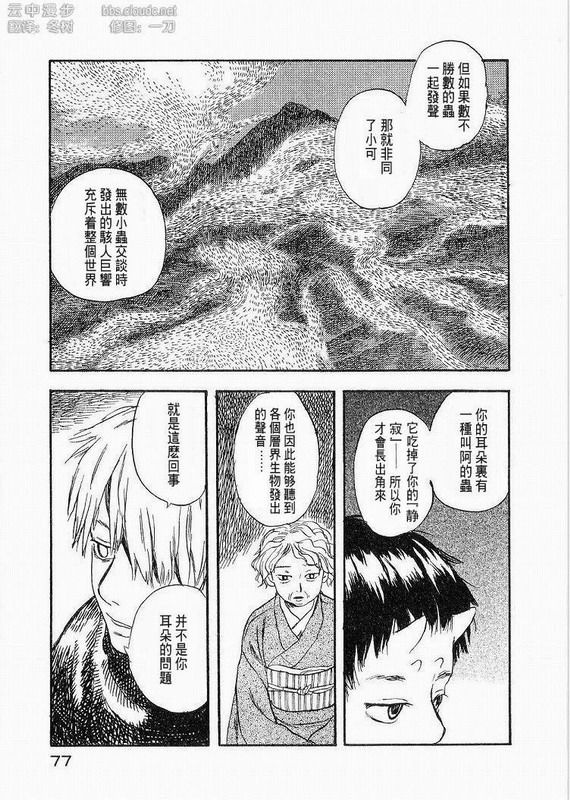 云中漫步 bbs.cloudc.net
翻译: 冬树 修图: 一刀
但如果數不
勝數的蟲
一起發聲
那就非同
了小可
無數小蟲交談時
發出的駭人巨響
充斥着整個世界
你的耳朵裏有
一種叫阿的蟲
它吃掉了你的「静
寂」——所以你
才會長出角來
你也因此能够聽到
各個層界生物發出
的聲音……
就是這麽回事
并不是你
耳朵的問題
77